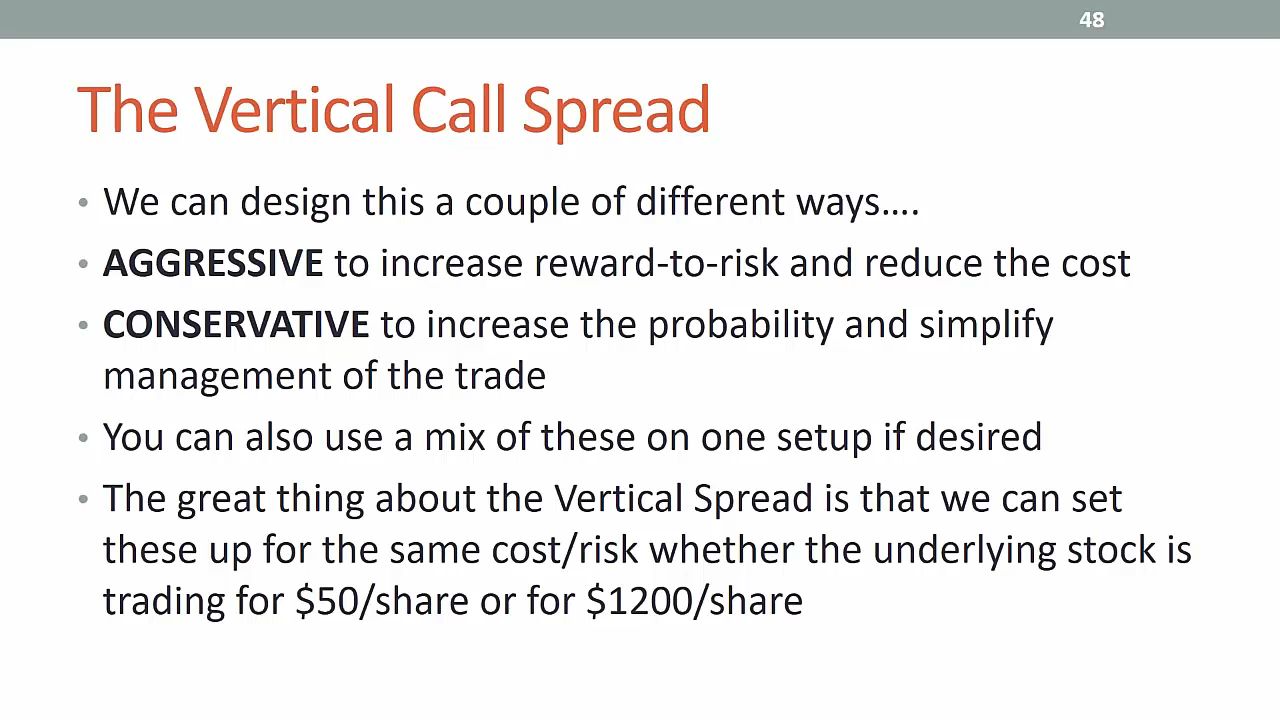 48
The Vertical Call Spread
• We can design this a couple of different ways....
• AGGRESSIVE to increase reward-to-risk and reduce the cost
• CONSERVATIVE to increase the probability and simplify
management of the trade
• You can also use a mix of these on one setup if desired
• The great thing about the Vertical Spread is that we can set
these up for the same cost/risk whether the underlying stock is
trading for $50/share or for $1200/share